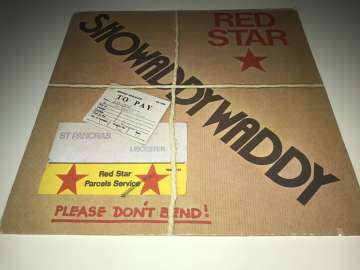 RED
STAR
SHOWADDYWADDY
TO PAY
ST PANCRAS
LEICESTER
Red Star
Parcels Service
PLEASE DON'T BEND!